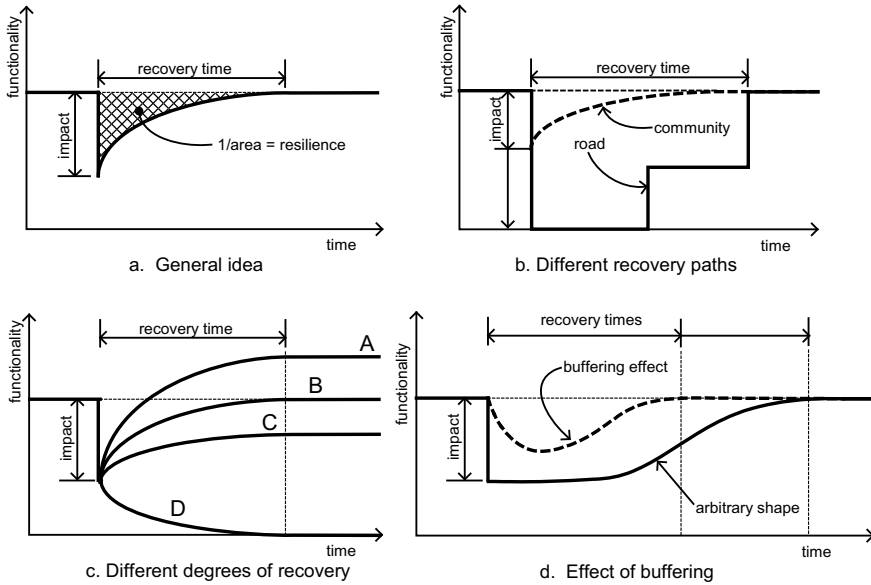 functionality
recovery time
impact
1/area = resilience
time
a. General idea
functionality
recovery time
impact
community
road
time
b. Different recovery paths
functionality
recovery time
A
B
C
impact
D
time
c. Different degrees of recovery
functionality
recovery times
buffering effect
impact
arbitrary shape
time
d. Effect of buffering